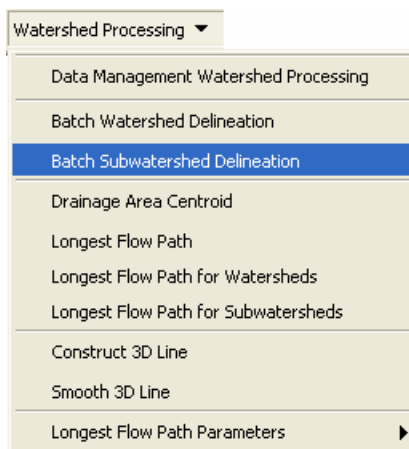 Watershed Processing
Data Management Watershed Processing
Batch Watershed Delineation
Batch Subwatershed Delineation
Drainage Area Centroid
Longest Flow Path
Longest Flow Path for Watersheds
Longest Flow Path for Subwatersheds
Construct 3D Line
Smooth 3D Line
Longest Flow Path Parameters